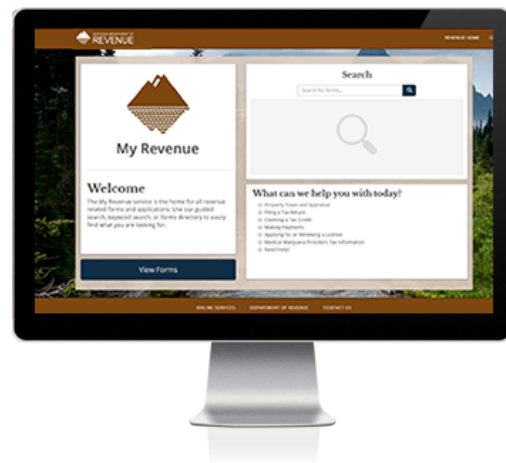 MONTANA DEPARTMENT OF
REVENUE
REVENUE HOME
My Revenue
Welcome
The My Revenue service is the home for all revenue
related forms and applications. Use our guided
search, keyword search, or forms directory to easily
find what you are looking for.
View Forms
Search
Search for forms...
What can we help you with today?
Property Taxes and Appraisal
Filing a Tax Return
Claiming a Tax Credit
Making Payments
Applying for or Renewing a License
Medical Marijuana Providers Tax Information
Need Help?
ONLINE SERVICES DEPARTMENT OF REVENUE CONTACT US